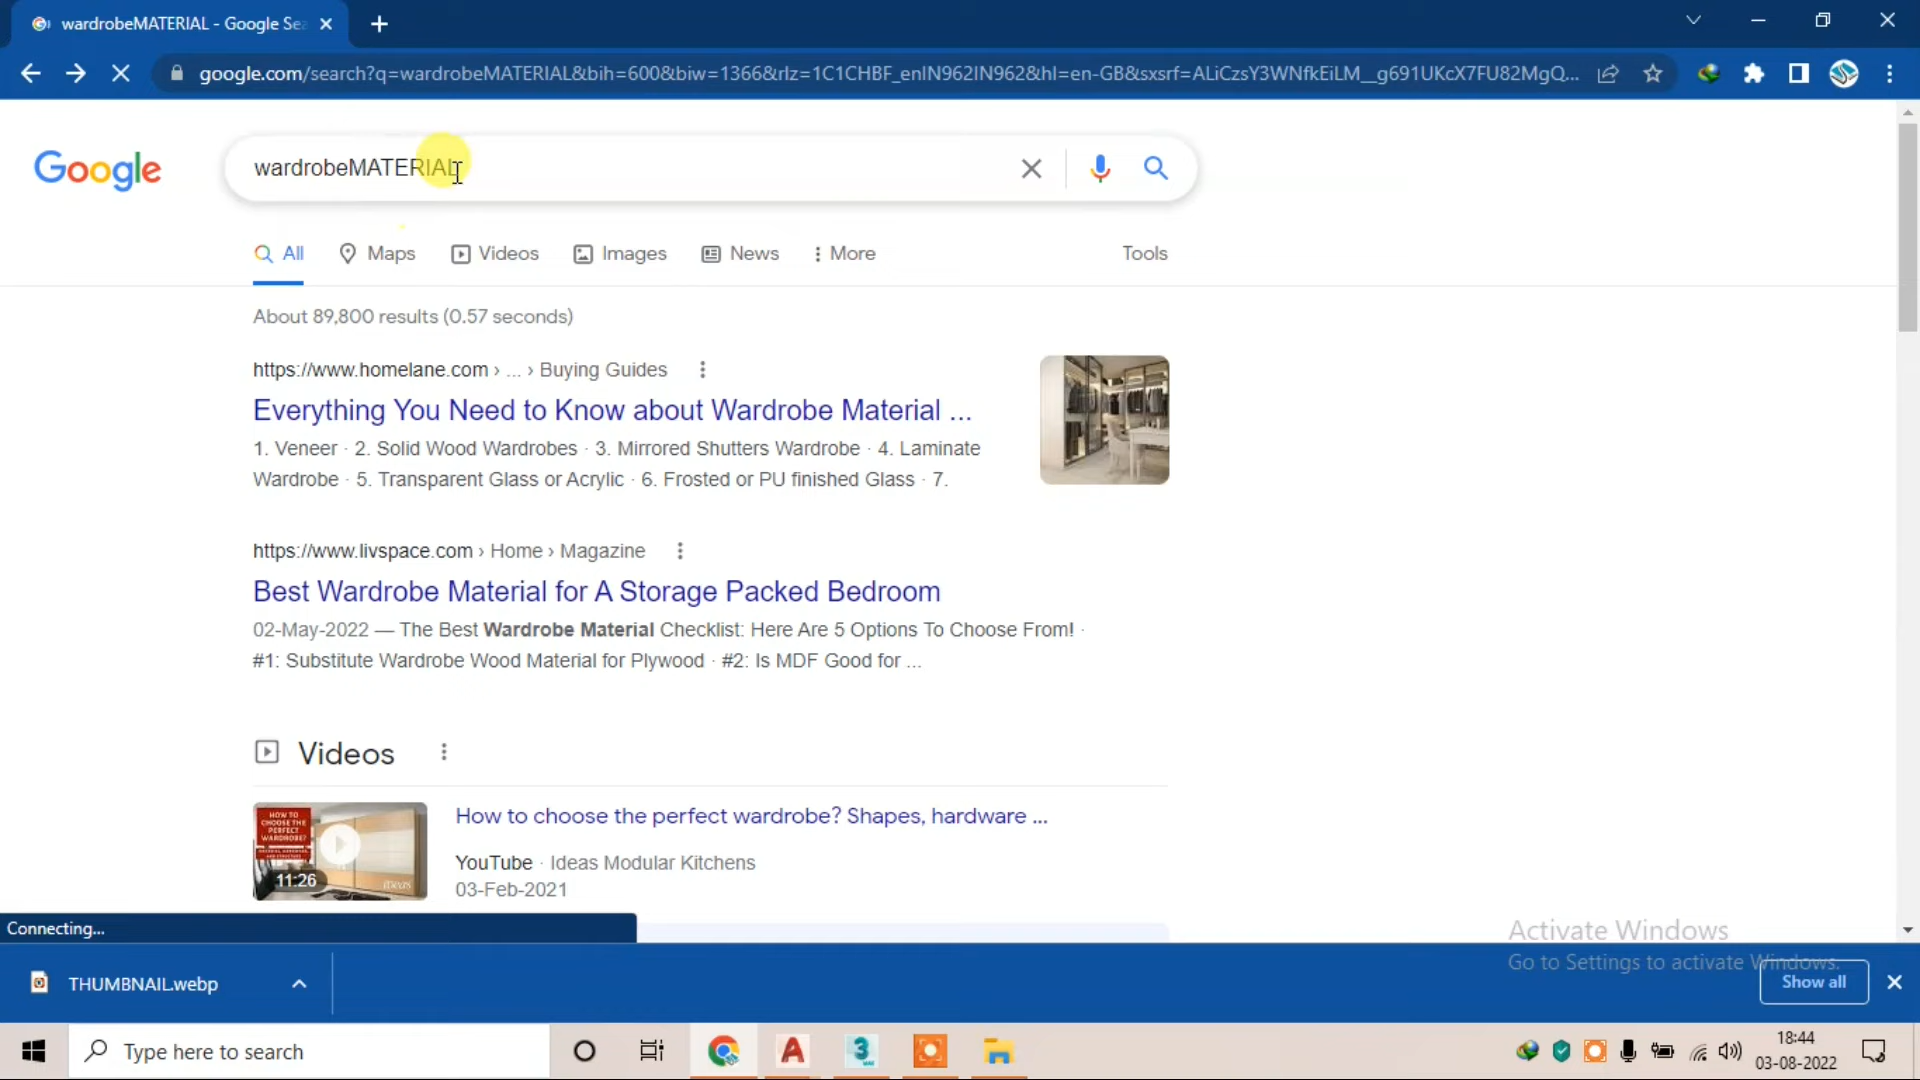 wardrobeMATERIAL - Google Se
google.com/search?q=wardrobeMATERIAL&bih=600&biw=1366&rlz=1C1CHBF_enIN962IN962&hl=en-GB&sxsrf=ALiCzsY3WNfkEiLM__g691UKcX7FU82MgQ...
Google
wardrobeMATERIAL
All
Maps
Videos
Images
News
More
Tools
About 89,800 results (0.57 seconds)
https://www.homelane.com › ... › Buying Guides
Everything You Need to Know about Wardrobe Material ...
1. Veneer · 2. Solid Wood Wardrobes · 3. Mirrored Shutters Wardrobe · 4. Laminate
Wardrobe · 5. Transparent Glass or Acrylic · 6. Frosted or PU finished Glass · 7.
https://www.livspace.com › Home › Magazine
Best Wardrobe Material for A Storage Packed Bedroom
02-May-2022 — The Best Wardrobe Material Checklist: Here Are 5 Options To Choose From! ·
#1: Substitute Wardrobe Wood Material for Plywood · #2: Is MDF Good for ...
Videos
HOW TO
CHOOSE THE
PERFECT
WARDROBE?
11:26
ideas
How to choose the perfect wardrobe? Shapes, hardware ...
YouTube · Ideas Modular Kitchens
03-Feb-2021
Connecting...
Activate Windows
Go to Settings to activate Windows.
THUMBNAIL.webp
Show all
Type here to search
18:44
03-08-2022